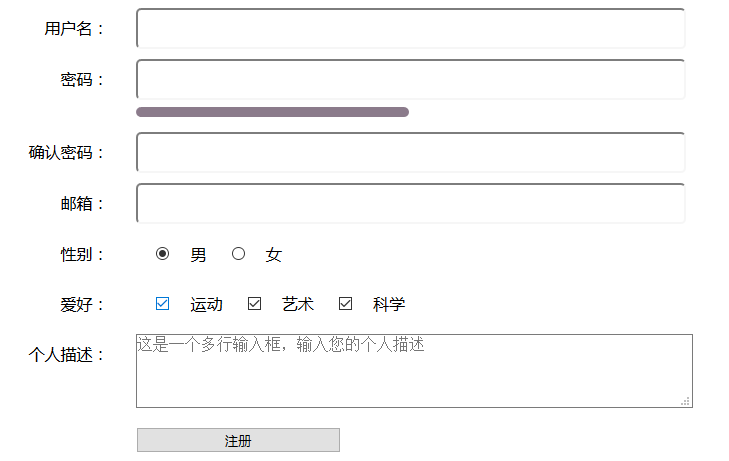 用户名：
密码：
确认密码：
邮箱：
性别： 男 女
爱好： 运动 艺术 科学
个人描述： 这是一个多行输入框，输入您的个人描述
注册